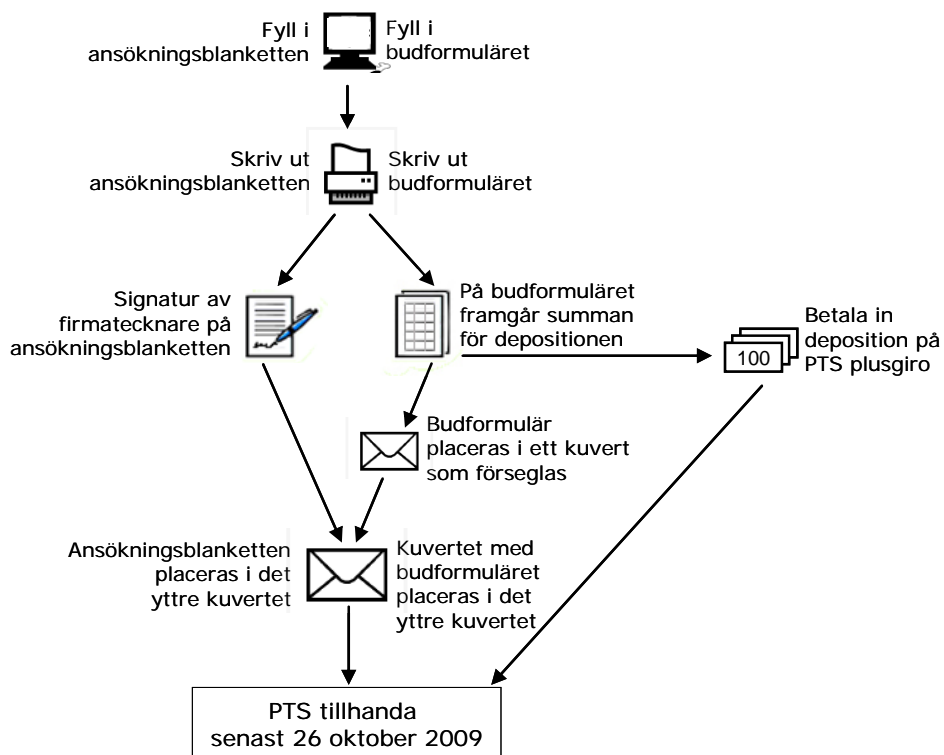 Fyll i
ansökningsblanketten
Fyll i
budformuläret
Skriv ut
ansökningsblanketten
Skriv ut
budformuläret
Signatur av
firmatecknare på
ansökningsblanketten
På budformuläret
framgår summan
för depositionen
100
Betala in
deposition på
PTS plusgiro
Budformulär
placeras i ett kuvert
som förseglas
Ansökningsblanketten
placeras i det
yttre kuvertet
Kuvertet med
budformuläret
placeras i det
yttre kuvertet
PTS tillhanda
senast 26 oktober 2009